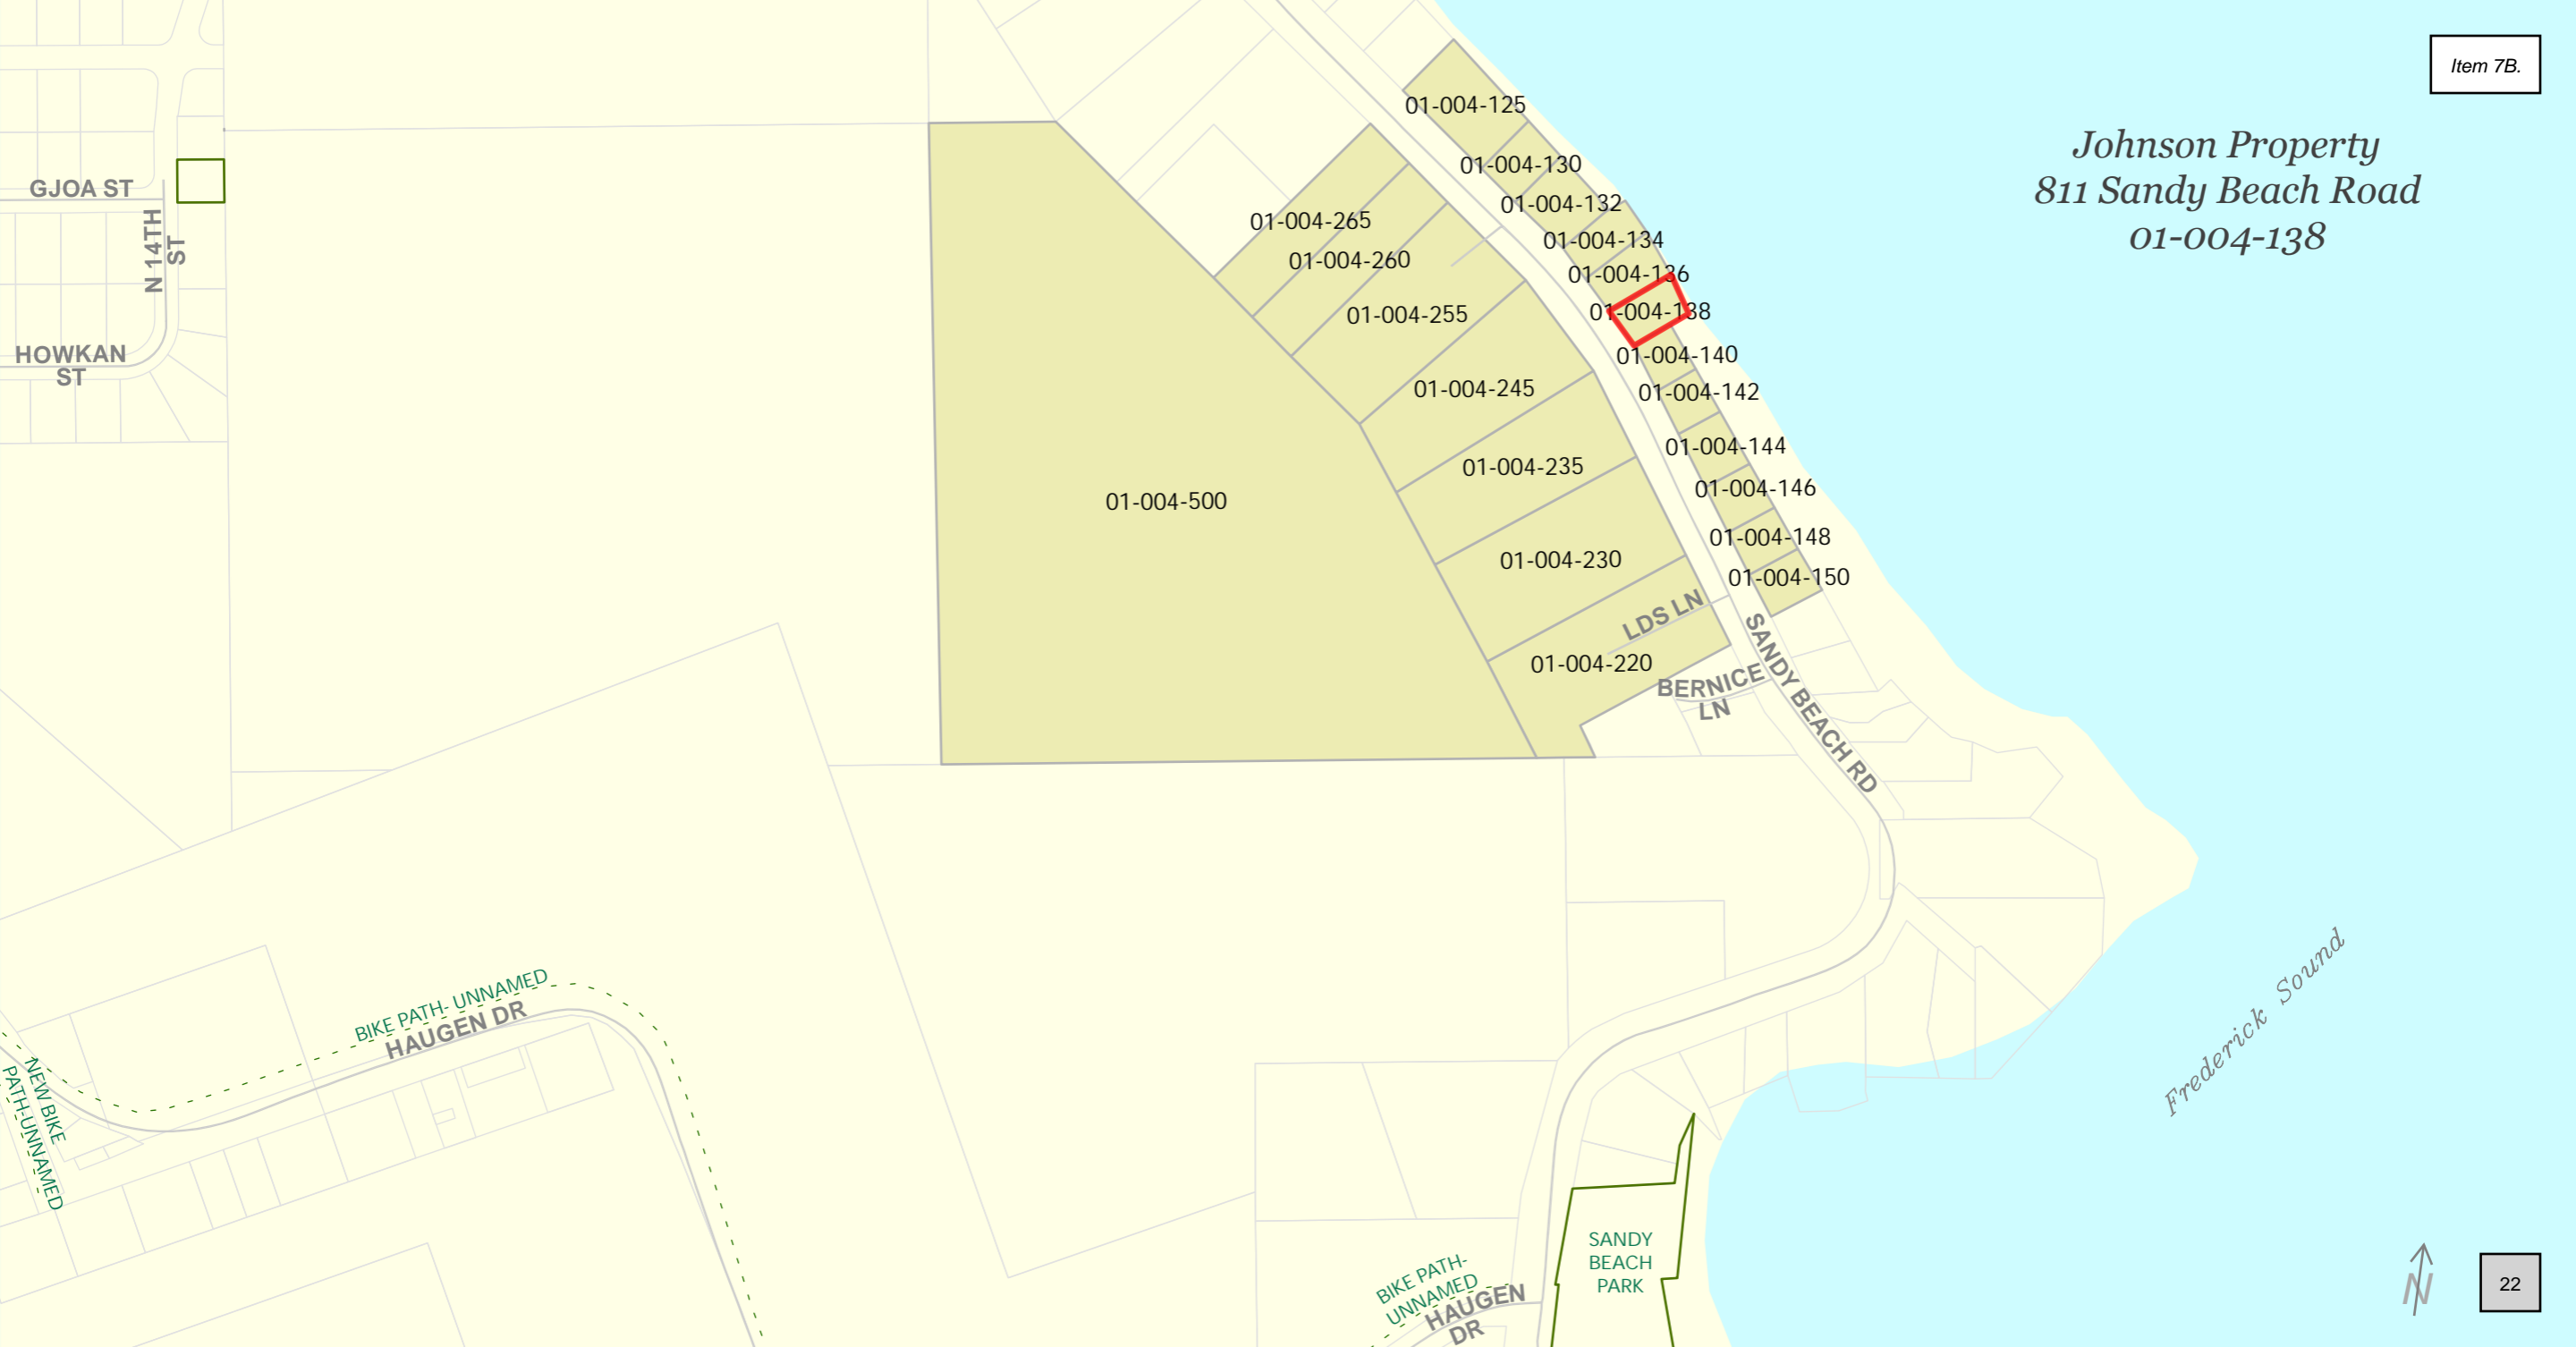 Item 7B.
Johnson Property
811 Sandy Beach Road
01-004-138
01-004-125
01-004-130
01-004-132
01-004-134
01-004-136
01-004-138
01-004-140
01-004-142
01-004-144
01-004-146
01-004-148
01-004-150
01-004-265
01-004-260
01-004-255
01-004-245
01-004-235
01-004-230
01-004-220
01-004-500
GJOA ST
N 14TH
ST
HOWKAN
ST
LDS LN
BERNICE
LN
SANDY BEACH RD
BIKE PATH- UNNAMED
HAUGEN DR
NEW BIKE
PATH-UNNAMED
BIKE PATH-
UNNAMED
HAUGEN
DR
SANDY
BEACH
PARK
Frederick Sound
N
22